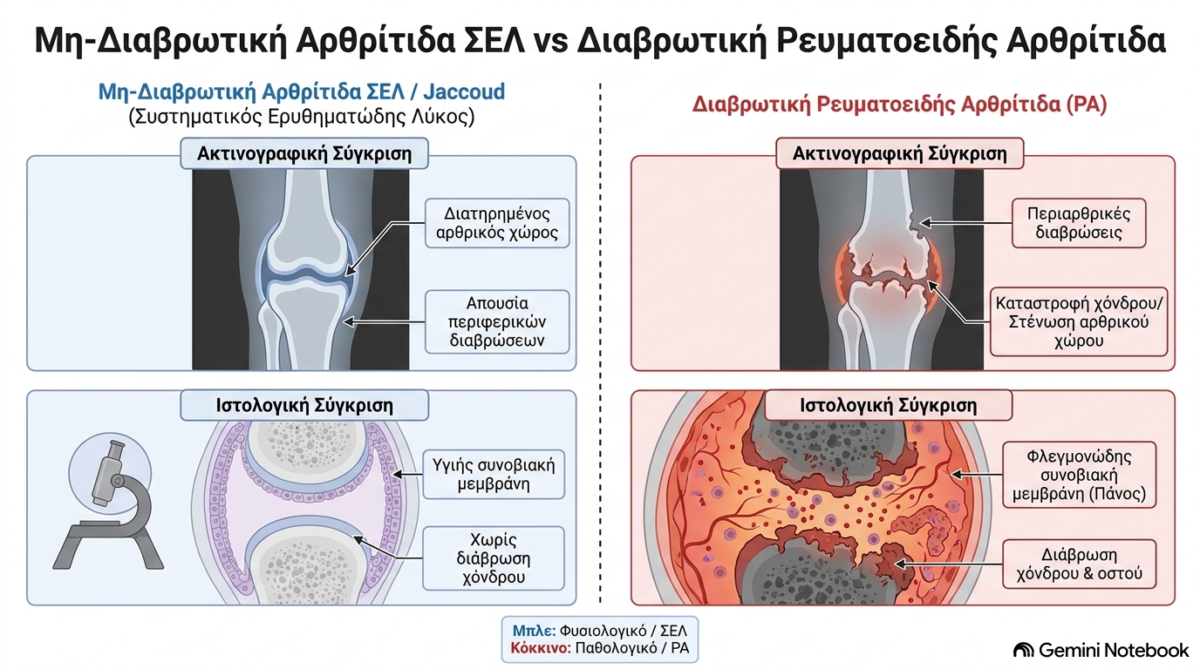 Μη-Διαβρωτική Αρθρίτιδα ΣΕΛ vs Διαβρωτική Ρευματοειδής Αρθρίτιδα
Μη-Διαβρωτική Αρθρίτιδα ΣΕΛ / Jaccoud
(Συστηματικός Ερυθηματώδης Λύκος)
Ακτινογραφική Σύγκριση
Διατηρημένος
αρθρικός χώρος
Απουσία
περιφερικών
διαβρώσεων
Ιστολογική Σύγκριση
Υγιής συνοβιακή
μεμβράνη
Χωρίς
διάβρωση
χόνδρου
Διαβρωτική Ρευματοειδής Αρθρίτιδα (ΡΑ)
Ακτινογραφική Σύγκριση
Περιαρθρικές
διαβρώσεις
Καταστροφή χόνδρου/
Στένωση αρθρικού
χώρου
Ιστολογική Σύγκριση
Φλεγμονώδης
συνοβιακή
μεμβράνη (Πάνος)
Διάβρωση
χόνδρου & οστού
Μπλε: Φυσιολογικό / ΣΕΛ
Κόκκινο: Παθολογικό / ΡΑ
Gemini Notebook